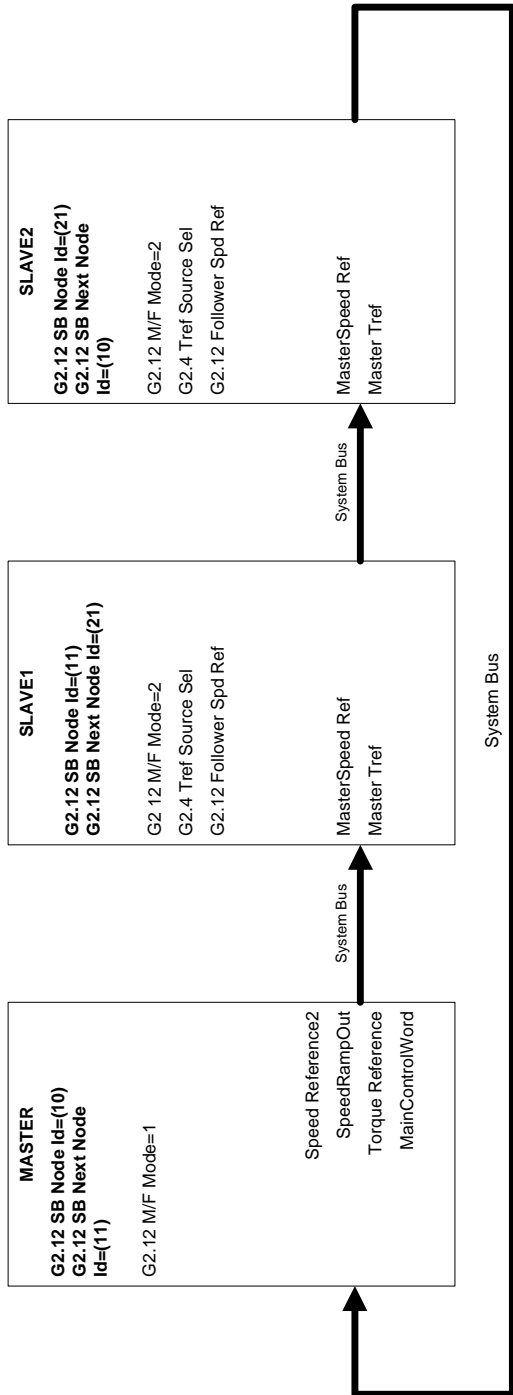 MASTER
G2.12 SB Node Id=(10)
G2.12 SB Next Node
Id=(11)
G2.12 M/F Mode=1
Speed Reference2
SpeedRampOut
Torque Reference
MainControlWord
System Bus
SLAVE1
G2.12 SB Node Id=(11)
G2.12 SB Next Node Id=(21)
G2 12 M/F Mode=2
G2.4 Tref Source Sel
G2.12 Follower Spd Ref
MasterSpeed Ref
Master Tref
System Bus
SLAVE2
G2.12 SB Node Id=(21)
G2.12 SB Next Node
Id=(10)
G2.12 M/F Mode=2
G2.4 Tref Source Sel
G2.12 Follower Spd Ref
MasterSpeed Ref
Master Tref
System Bus